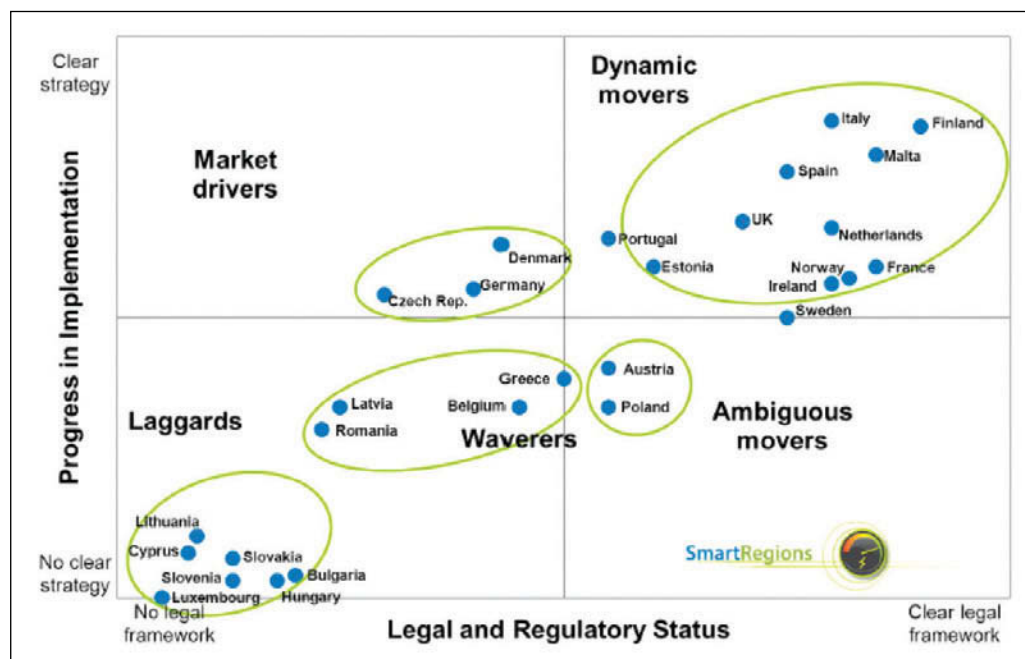 Clear
strategy
Dynamic
movers
Italy
Finland
Malta
Market
drivers
Spain
UK
Netherlands
Portugal
Denmark
Estonia
Norway
France
Ireland
Germany
Czech Rep.
Sweden
Progress in Implementation
Austria
Greece
Latvia
Belgium
Poland
Laggards
Romania
Waverers
Ambiguous
movers
Lithuania
Cyprus
Slovakia
SmartRegions
No clear
strategy
Slovenia
Bulgaria
Luxembourg
Hungary
No legal
framework
Legal and Regulatory Status
Clear legal
framework